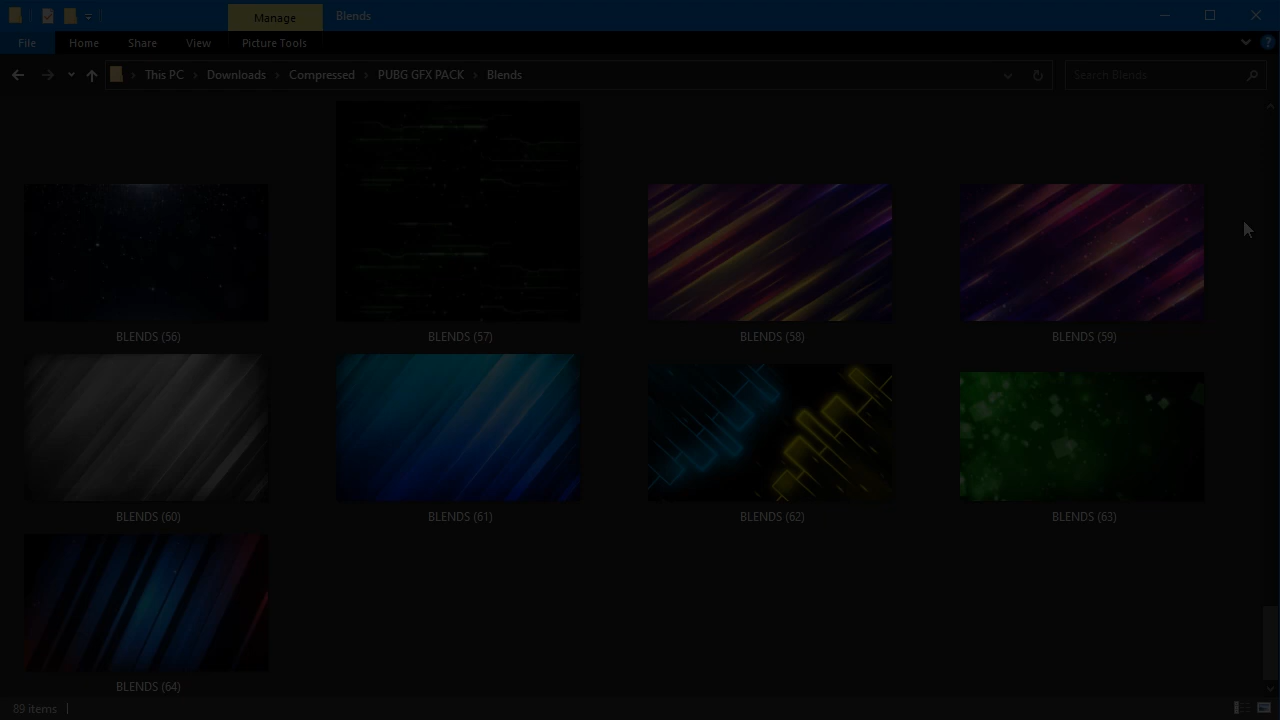 Manage
Blends
File
Home
Share
View
Picture Tools
This PC
Downloads
Compressed
PUBG GFX PACK
Blends
Search Blends
BLENDS (56)
BLENDS (57)
BLENDS (58)
BLENDS (59)
BLENDS (60)
BLENDS (61)
BLENDS (62)
BLENDS (63)
BLENDS (64)
89 items